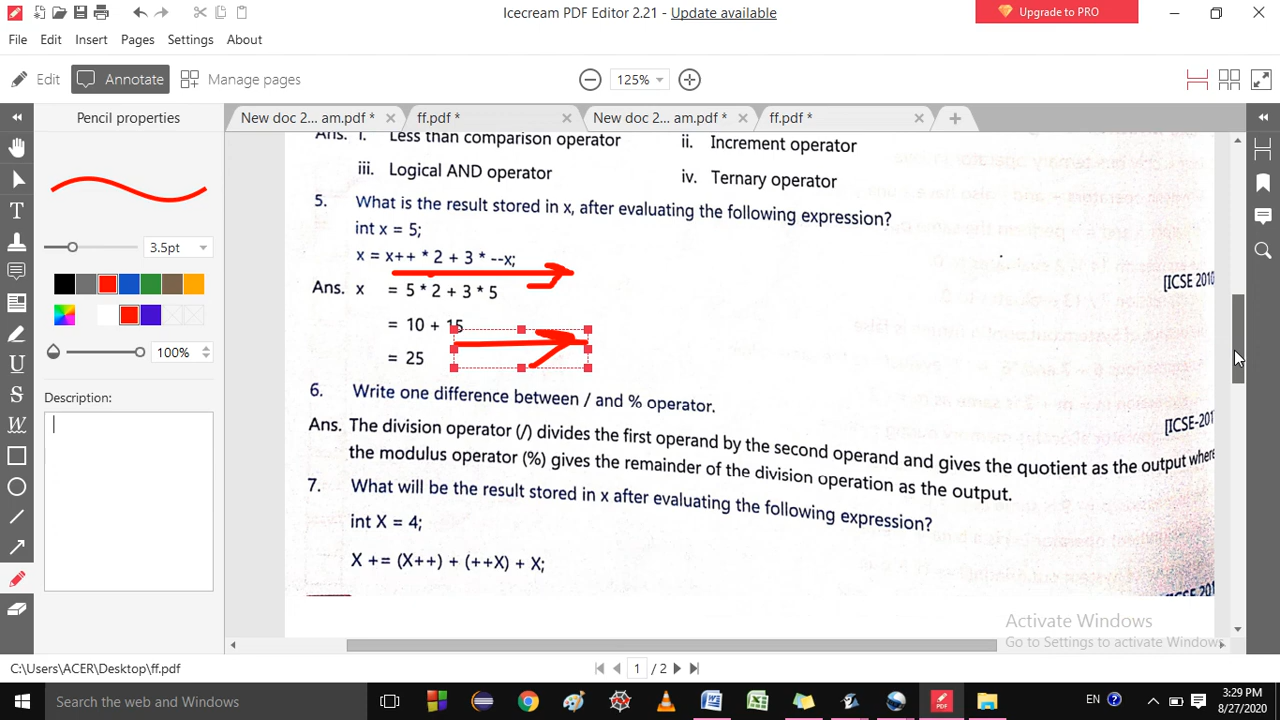 Icecream PDF Editor 2.21 - Update available
Upgrade to PRO
File Edit Insert Pages Settings About
Edit Annotate Manage pages
125%
Pencil properties
New doc 2... am.pdf * ff.pdf * New doc 2... am.pdf * ff.pdf *
3.5pt
100%
Description:
Ans. i. Less than comparison operator ii. Increment operator
iii. Logical AND operator iv. Ternary operator
5. What is the result stored in x, after evaluating the following expression?
int x = 5;
x = x++ * 2 + 3 * --x;
[ICSE 2010
Ans. x = 5 * 2 + 3 * 5
= 10 + 15
= 25
6. Write one difference between / and % operator.
[ICSE-201
Ans. The division operator (/) divides the first operand by the second operand and gives the quotient as the output where
the modulus operator (%) gives the remainder of the division operation as the output.
7. What will be the result stored in x after evaluating the following expression?
int X = 4;
X += (X++) + (++X) + X;
[ICSE 201
Activate Windows
Go to Settings to activate Windows.
C:\Users\ACER\Desktop\ff.pdf
1 / 2
Search the web and Windows
EN
3:29 PM
8/27/2020